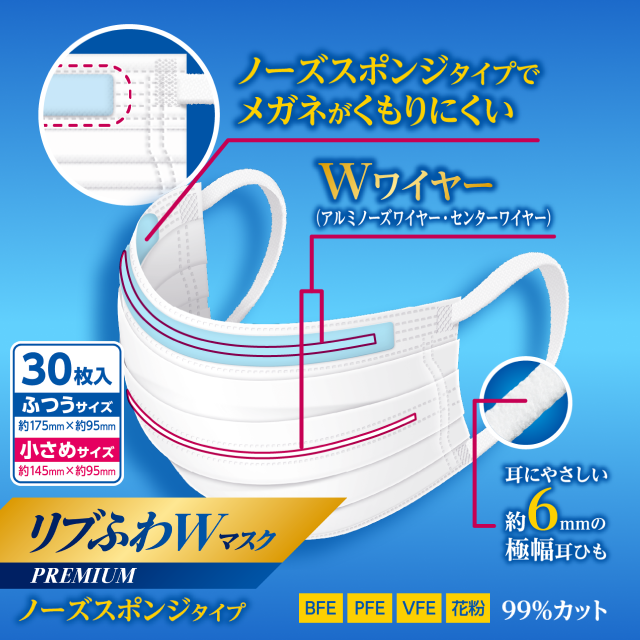 ノーズスポンジタイプで
メガネがくもりにくい
Wワイヤー
(アルミノーズワイヤー・センターワイヤー)
30枚入
ふつうサイズ
約175mm×約95mm
小さめサイズ
約145mm×約95mm
耳にやさしい
約6mmの
極幅耳ひも
リブふわWマスク
PREMIUM
ノーズスポンジタイプ
BFE PFE VFE 花粉 99%カット